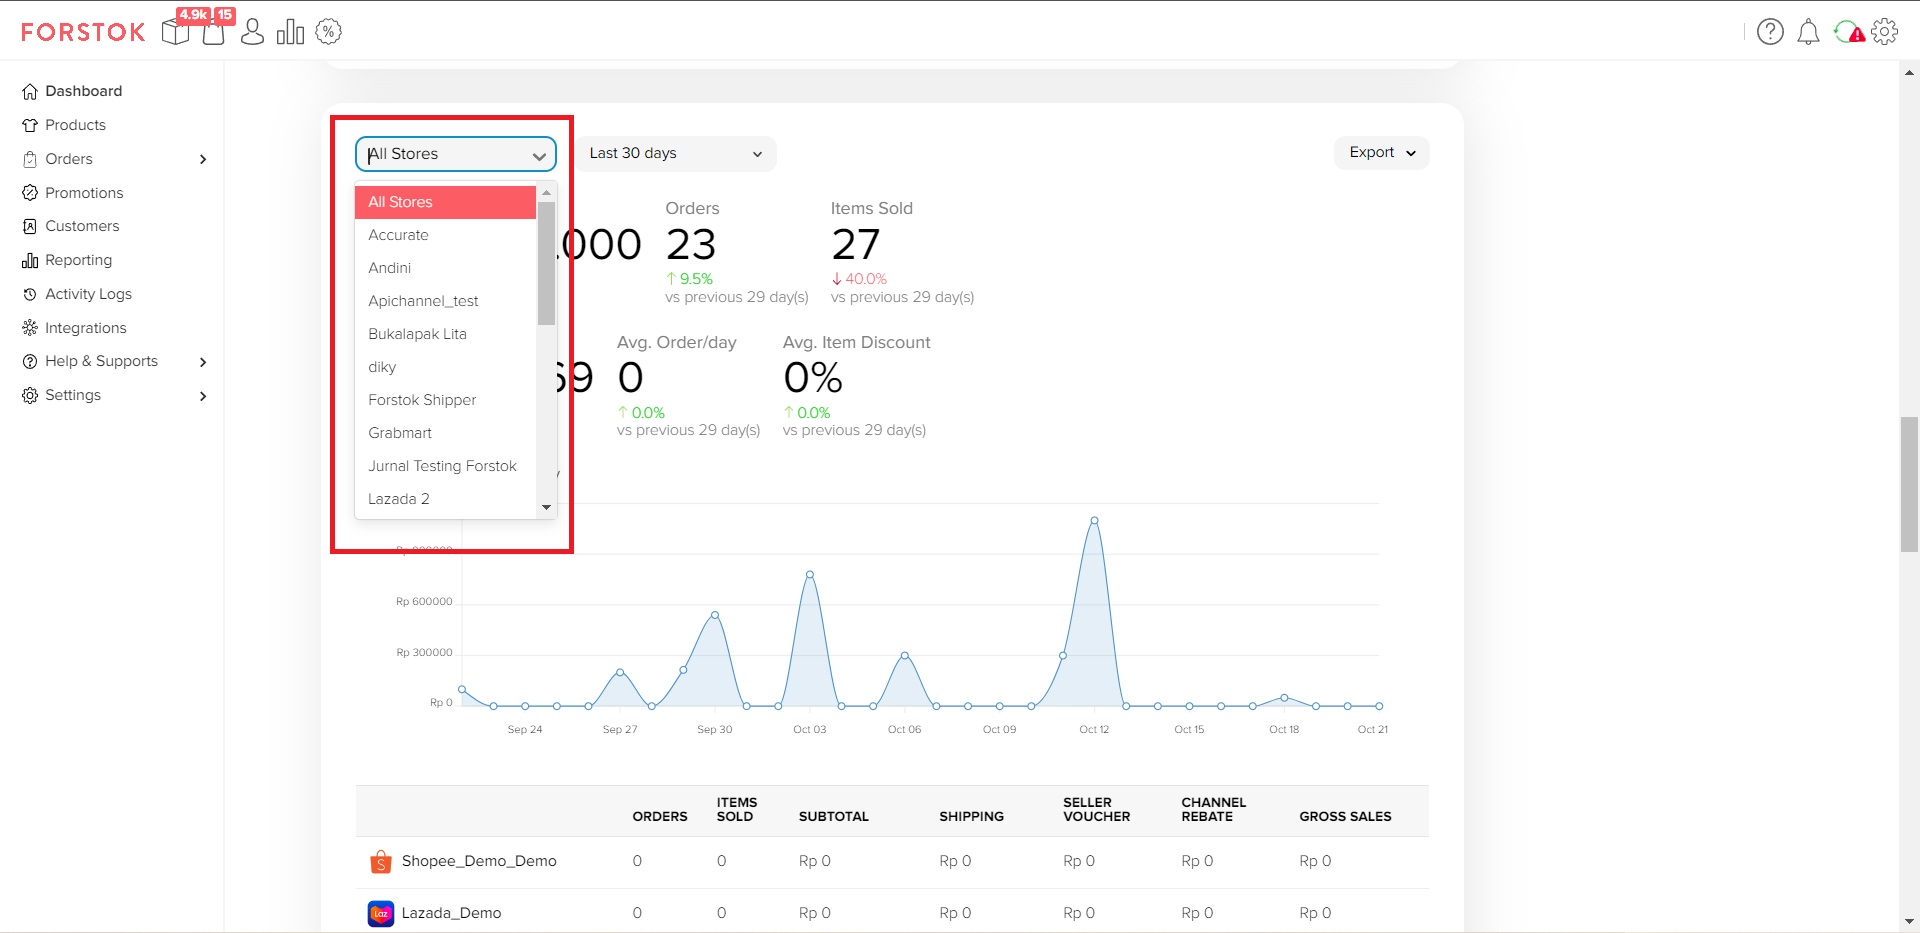 FORSTOK
4.9k
15
%
Dashboard
Products
Orders
Promotions
Customers
Reporting
Activity Logs
Integrations
Help & Supports
Settings
All Stores
Last 30 days
Export
All Stores
Accurate
Andini
Apichannel_test
Bukalapak Lita
diky
Forstok Shipper
Grabmart
Jurnal Testing Forstok
Lazada 2
.000
Orders
23
↑ 9.5%
vs previous 29 day(s)
Items Sold
27
↓ 40.0%
vs previous 29 day(s)
69
Avg. Order/day
0
↑ 0.0%
vs previous 29 day(s)
Avg. Item Discount
0%
↑ 0.0%
vs previous 29 day(s)
Rp 600000
Rp 300000
Rp 0
Sep 24 Sep 27 Sep 30 Oct 03 Oct 06 Oct 09 Oct 12 Oct 15 Oct 18 Oct 21
ORDERS ITEMS SOLD SUBTOTAL SHIPPING SELLER VOUCHER CHANNEL REBATE GROSS SALES
Shopee_Demo_Demo 0 0 Rp 0 Rp 0 Rp 0 Rp 0 Rp 0
Laz Lazada_Demo 0 0 Rp 0 Rp 0 Rp 0 Rp 0 Rp 0